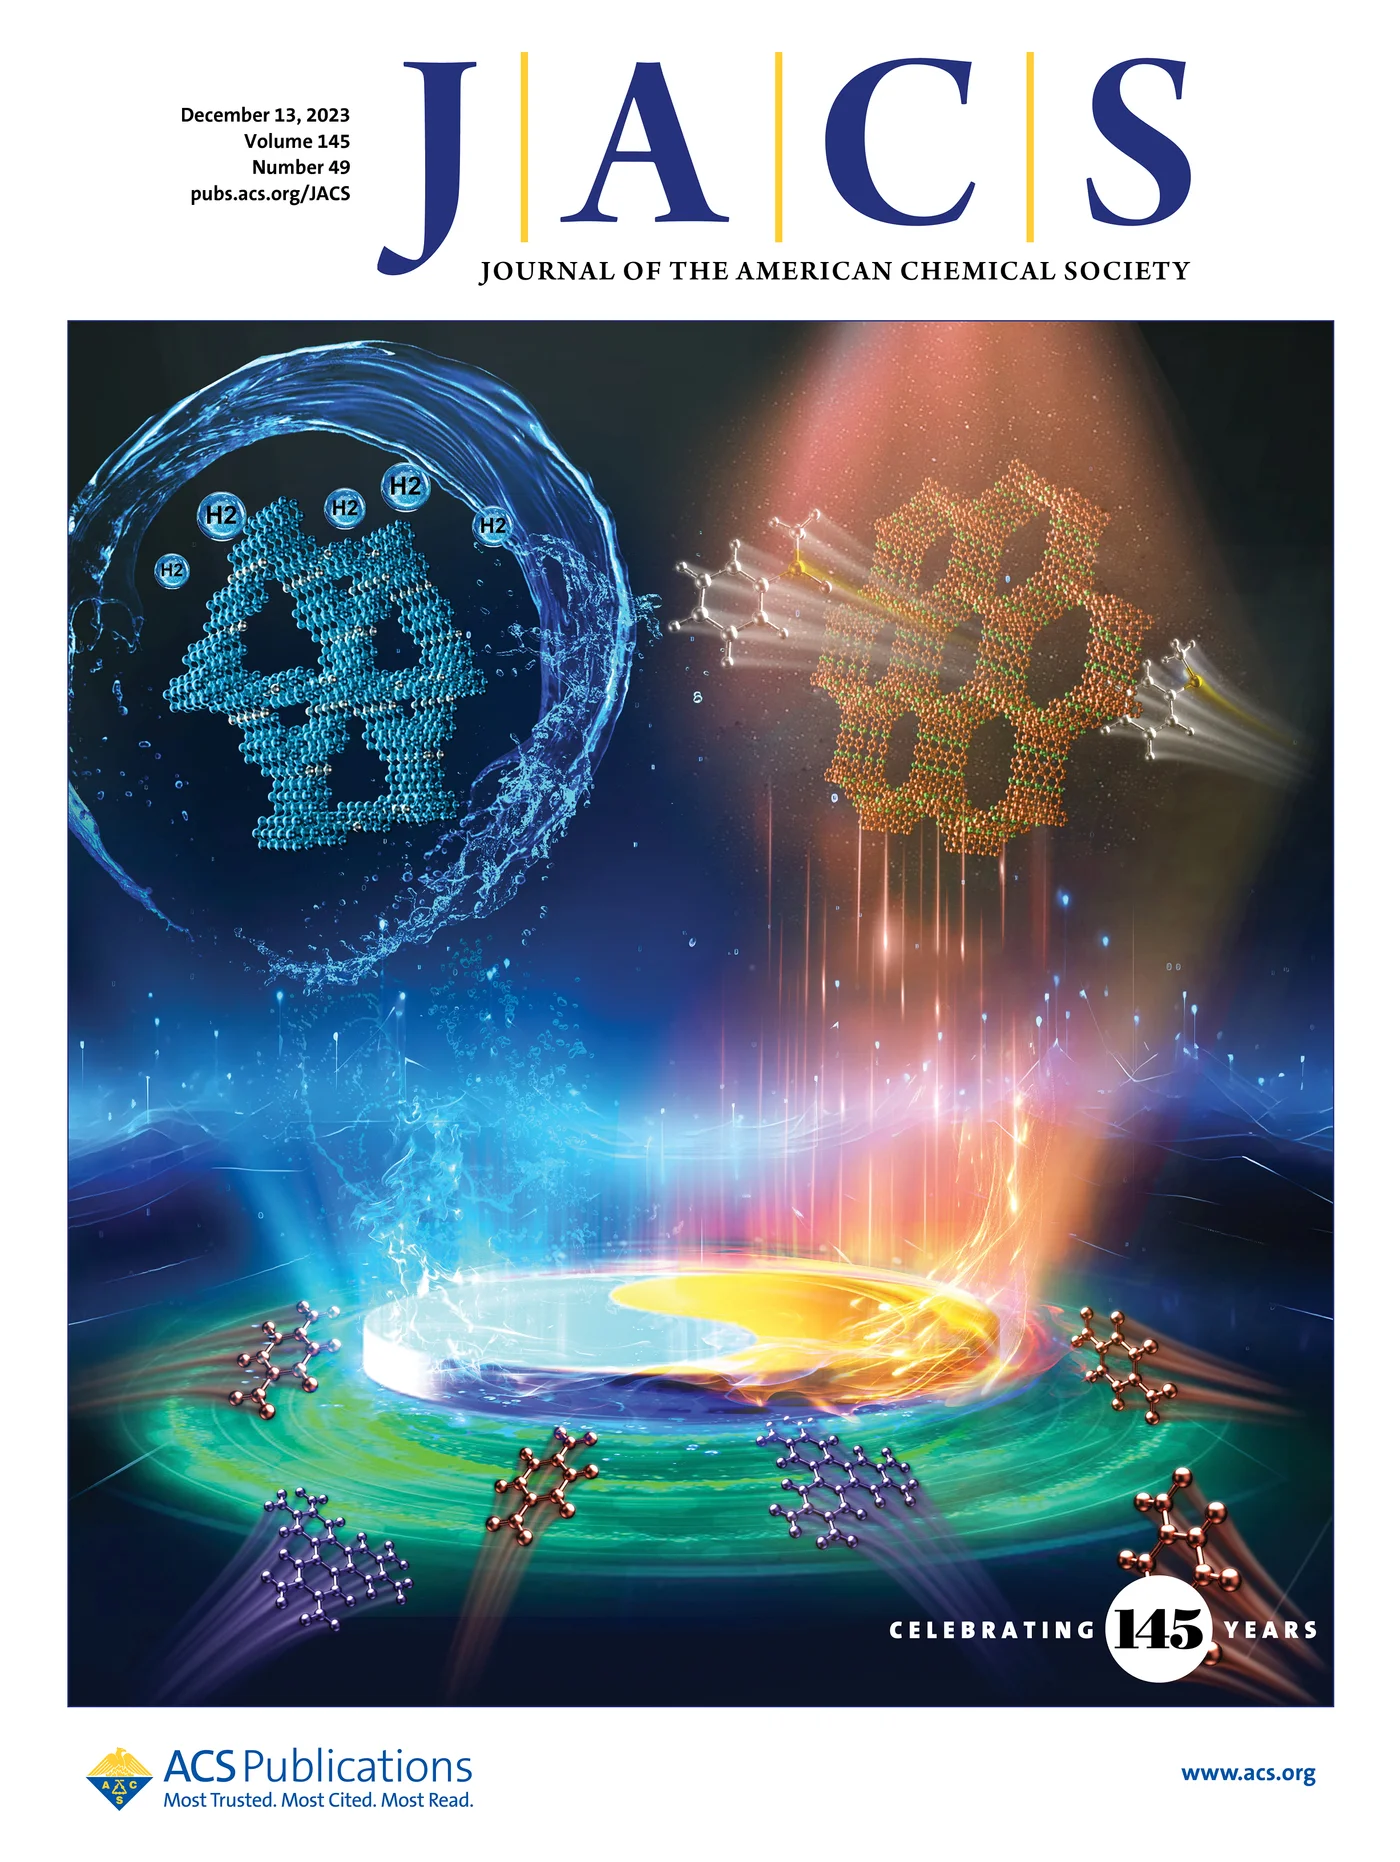 December 13, 2023
Volume 145
Number 49
pubs.acs.org/JACS
J|A|C|S
JOURNAL OF THE AMERICAN CHEMICAL SOCIETY
H2
H2
H2
H2
H2
CELEBRATING 145 YEARS
ACS Publications
Most Trusted. Most Cited. Most Read.
A C
S
www.acs.org